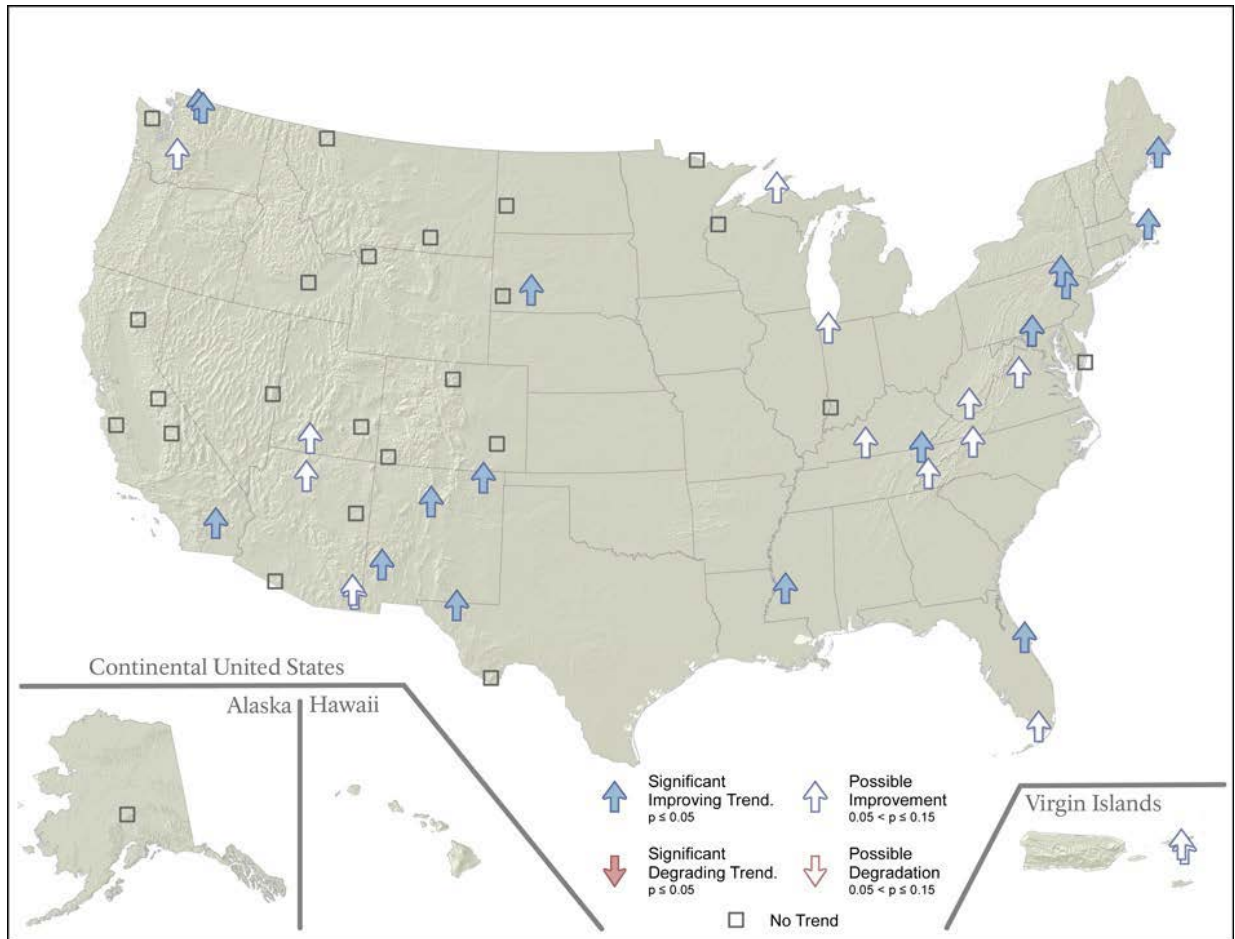 Continental United States
Alaska
Hawaii
Significant
Improving Trend.
p ≤ 0.05
Possible
Improvement
0.05 < p ≤ 0.15
Significant
Degrading Trend.
p ≤ 0.05
Possible
Degradation
0.05 < p ≤ 0.15
No Trend
Virgin Islands